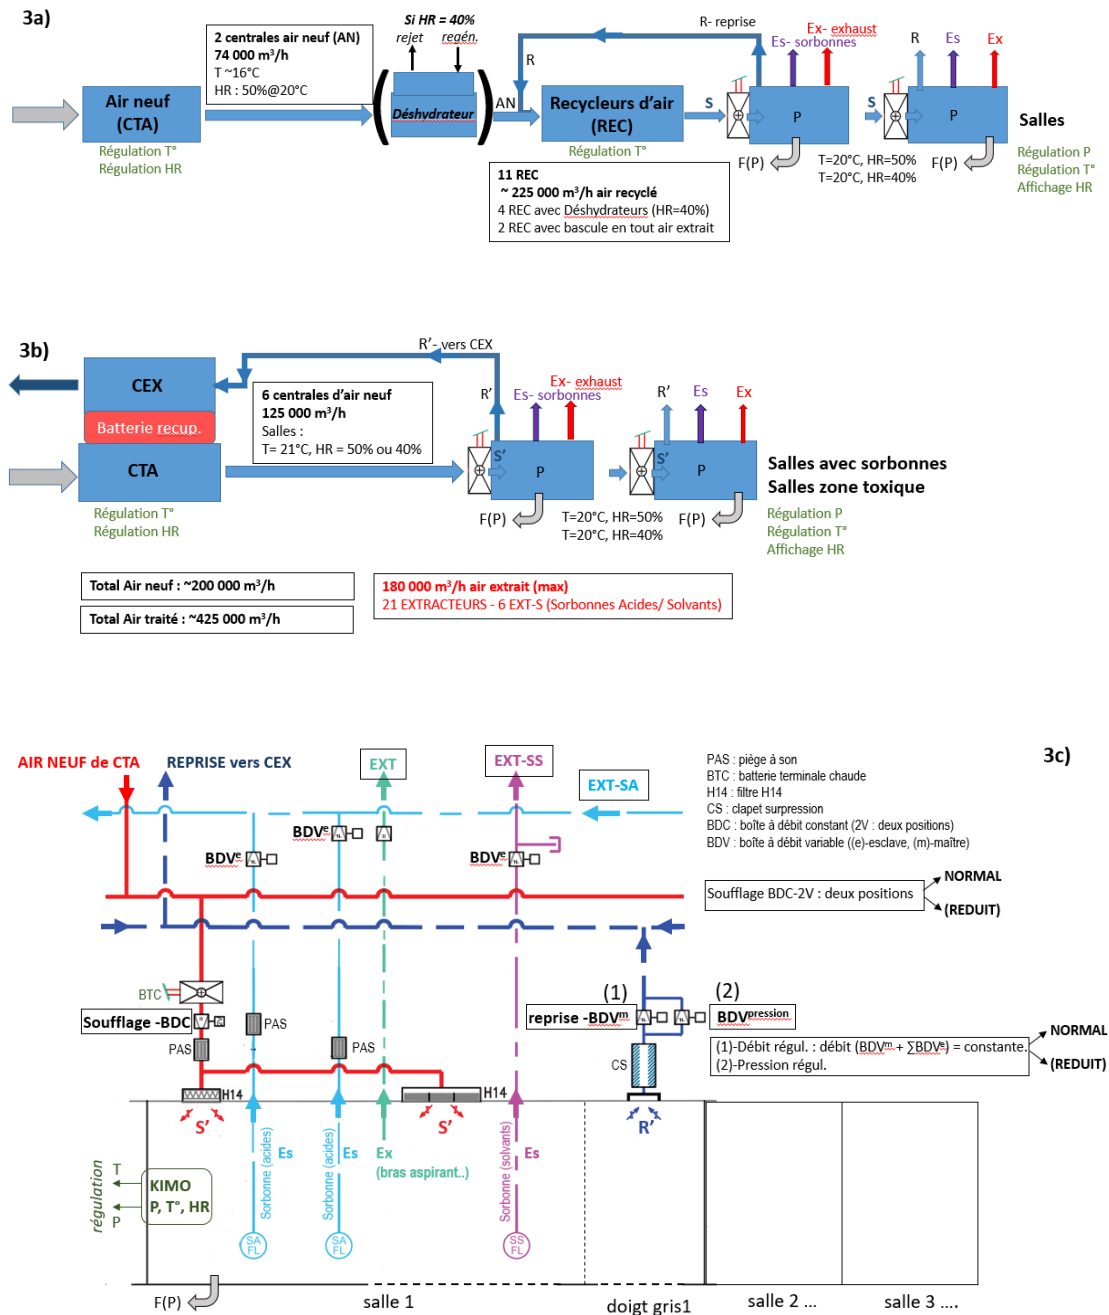 3a)
2 centrales air neuf (AN)
74 000 m³/h
T ~16°C
HR : 50%@20°C
Si HR = 40%
rejet
regén.
R- reprise
Ex- exhaust
Es- sorbonnes
R
Es
Ex
R
Air neuf
(CTA)
Déshydrateur
AN
Recycleurs d'air
(REC)
S
P
S
P
Salles
Régulation T°
Régulation HR
Régulation T°
F(P)
T=20°C, HR=50%
T=20°C, HR=40%
F(P)
Régulation P
Régulation T°
Affichage HR
11 REC
~ 225 000 m³/h air recyclé
4 REC avec Déshydrateurs (HR=40%)
2 REC avec bascule en tout air extrait
3b)
R'- vers CEX
Ex- exhaust
Es- sorbonnes
R'
R'
Es
Ex
CEX
Batterie recup.
CTA
6 centrales d'air neuf
125 000 m³/h
Salles :
T= 21°C, HR = 50% ou 40%
S'
P
S'
P
Salles avec sorbonnes
Salles zone toxique
Régulation T°
Régulation HR
F(P)
T=20°C, HR=50%
T=20°C, HR=40%
F(P)
Régulation P
Régulation T°
Affichage HR
Total Air neuf : ~200 000 m³/h
Total Air traité : ~425 000 m³/h
180 000 m³/h air extrait (max)
21 EXTRACTEURS - 6 EXT-S (Sorbonnes Acides/ Solvants)
3c)
AIR NEUF de CTA
REPRISE vers CEX
EXT
EXT-SS
EXT-SA
PAS : piège à son
BTC : batterie terminale chaude
H14 : filtre H14
CS : clapet surpression
BDC : boîte à débit constant (2V : deux positions)
BDV : boîte à débit variable ((e)-esclave, (m)-maître)
BDVᵉ
BDVᵉ
BDVᵉ
Soufflage BDC-2V : deux positions
NORMAL
(REDUIT)
BTC
Soufflage -BDC
PAS
PAS
PAS
(1)
reprise -BDVᵐ
(2)
BDVᵖʳᵉˢˢⁱᵒⁿ
CS
(1)-Débit régul. : débit (BDVᵐ + ∑BDVᵉ) = constante.
(2)-Pression régul.
NORMAL
(REDUIT)
H14
H14
S'
Sorbonne (acides)
Es
Sorbonne (acides)
Es
Ex
(bras aspirant..)
S'
Sorbonne (solvants)
Es
R'
régulation
T
P
KIMO
P, T°, HR
SA
FL
SA
FL
SS
FL
F(P)
salle 1
doigt gris1
salle 2 ...
salle 3 ....